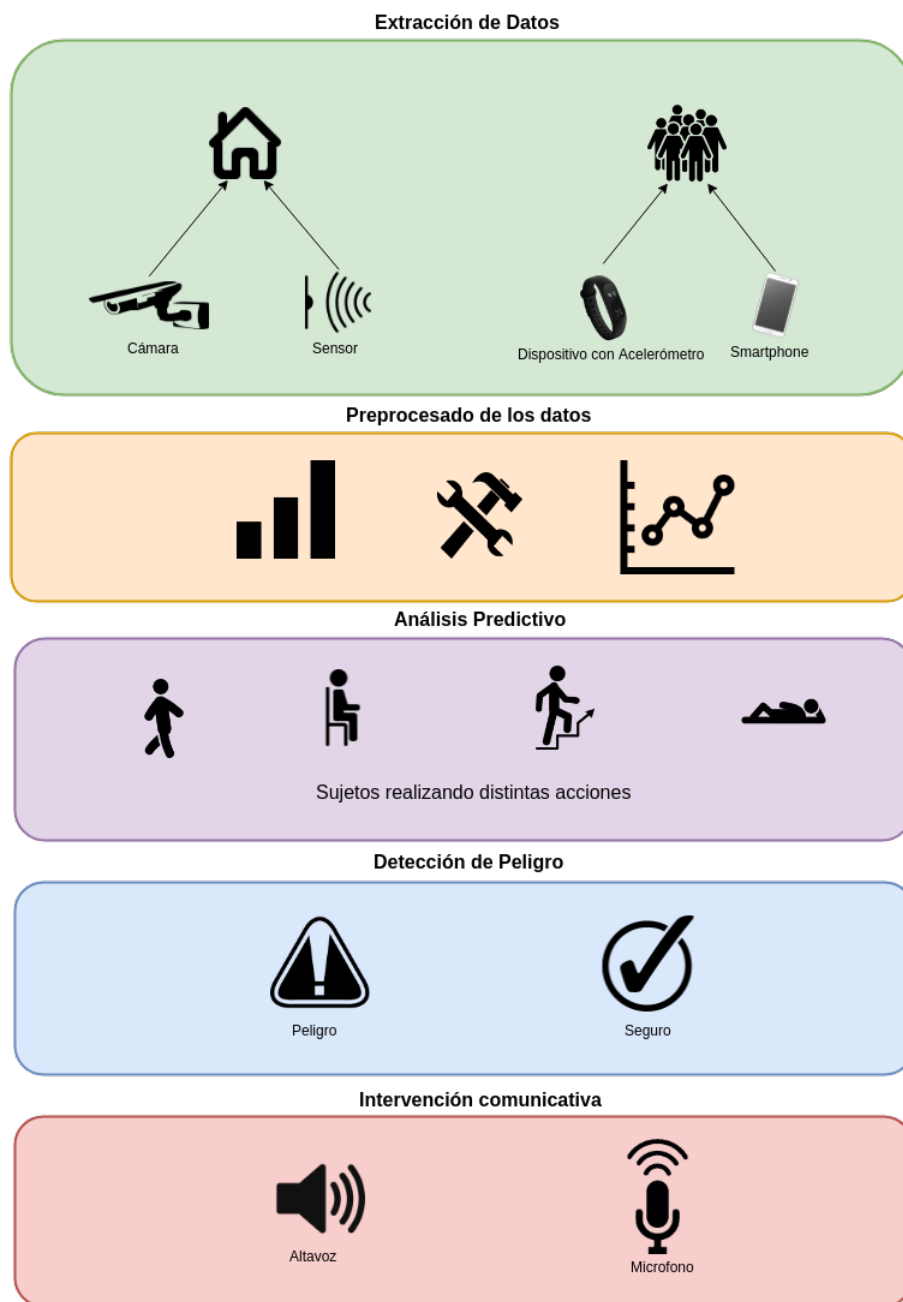 Extracción de Datos
Cámara
Sensor
Dispositivo con Acelerómetro
Smartphone
Preprocesado de los datos
Análisis Predictivo
Sujetos realizando distintas acciones
Detección de Peligro
Peligro
Seguro
Intervención comunicativa
Altavoz
Microfono